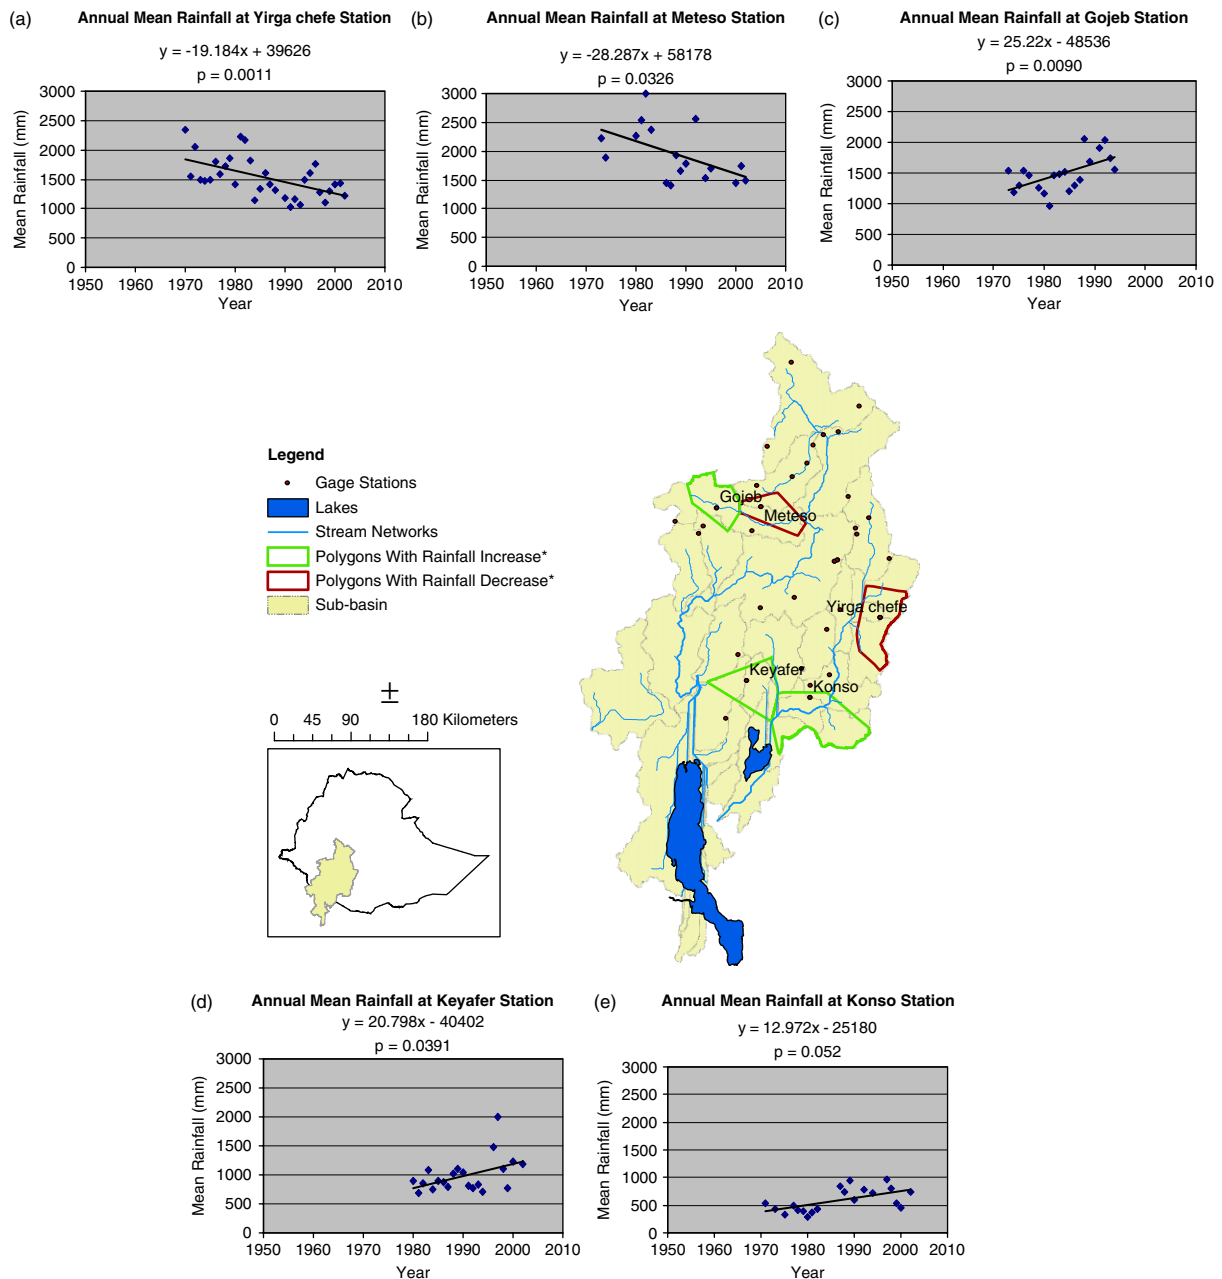 (a) Annual Mean Rainfall at Yirga chefe Station
y = -19.184x + 39626
p = 0.0011
Mean Rainfall (mm)
3000
2500
2000
1500
1000
500
0
1950 1960 1970 1980 1990 2000 2010
Year
(b) Annual Mean Rainfall at Meteso Station
y = -28.287x + 58178
p = 0.0326
Mean Rainfall (mm)
3000
2500
2000
1500
1000
500
0
1950 1960 1970 1980 1990 2000 2010
Year
(c) Annual Mean Rainfall at Gojeb Station
y = 25.22x - 48536
p = 0.0090
Mean Rainfall (mm)
3000
2500
2000
1500
1000
500
0
1950 1960 1970 1980 1990 2000 2010
Year
Legend
Gage Stations
Lakes
Stream Networks
Polygons With Rainfall Increase*
Polygons With Rainfall Decrease*
Sub-basin
±
0 45 90 180 Kilometers
Gojeb
Meteso
Yirga chefe
Keyafer
Konso
(d) Annual Mean Rainfall at Keyafer Station
y = 20.798x - 40402
p = 0.0391
Mean Rainfall (mm)
3000
2500
2000
1500
1000
500
0
1950 1960 1970 1980 1990 2000 2010
Year
(e) Annual Mean Rainfall at Konso Station
y = 12.972x - 25180
p = 0.052
Mean Rainfall (mm)
3000
2500
2000
1500
1000
500
0
1950 1960 1970 1980 1990 2000 2010
Year